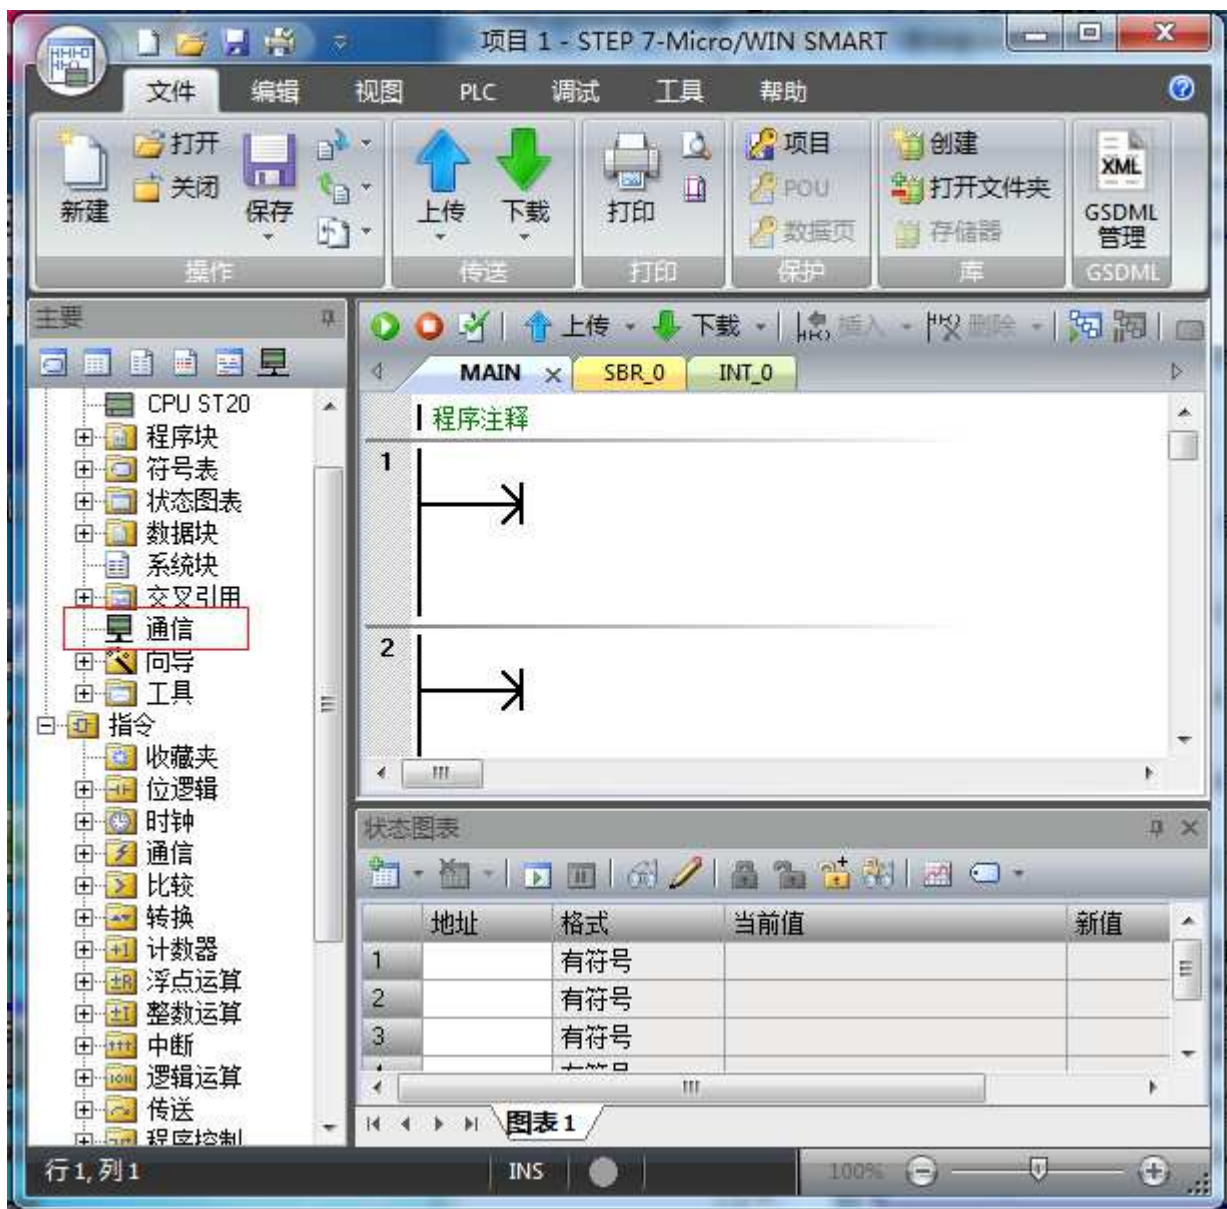 项目 1 - STEP 7-Micro/WIN SMART
文件 编辑 视图 PLC 调试 工具 帮助
新建
打开
关闭
保存
操作
上传
下载
传送
打印
打印
项目
POU
数据页
保护
创建
打开文件夹
存储器
库
XML
GSDML
管理
GSDML
主要
CPU ST20
程序块
符号表
状态图表
数据块
系统块
交叉引用
通信
向导
工具
指令
收藏夹
位逻辑
时钟
通信
比较
转换
计数器
浮点运算
整数运算
中断
逻辑运算
传送
程序控制
上传 下载 插入 删除
MAIN SBR_0 INT_0
程序注释
1
2
状态图表
地址 格式 当前值 新值
1 有符号
2 有符号
3 有符号
图表 1
行 1, 列 1 INS 100%